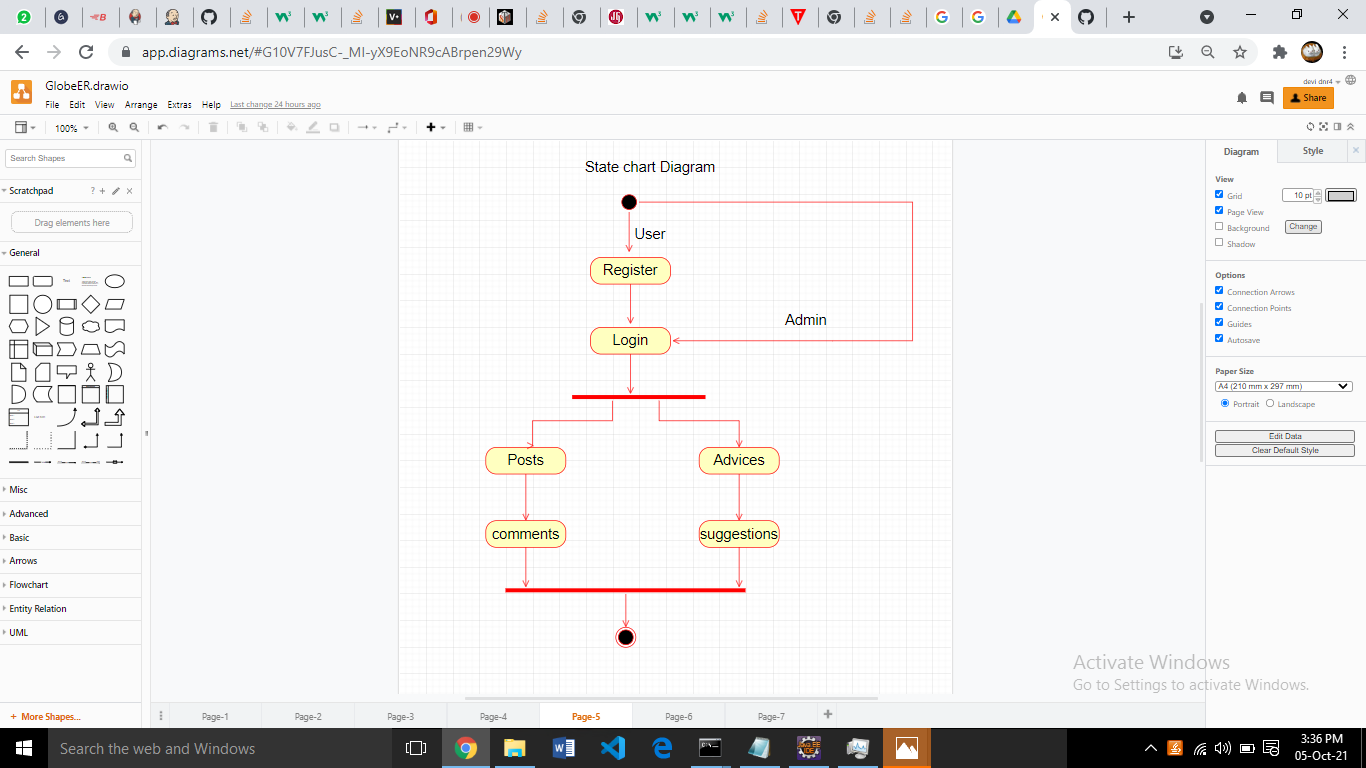 app.diagrams.net/#G10V7FJusC-_MI-yX9EoNR9cABrpen29Wy
GlobeER.drawio
devi dnr4
File Edit View Arrange Extras Help Last change 24 hours ago
Share
100%
Search Shapes
Scratchpad
Drag elements here
General
Text
Misc
Advanced
Basic
Arrows
Flowchart
Entity Relation
UML
+ More Shapes...
State chart Diagram
User
Register
Admin
Login
Posts
Advices
comments
suggestions
Diagram Style
View
Grid 10 pt
Page View
Background Change
Shadow
Options
Connection Arrows
Connection Points
Guides
Autosave
Paper Size
A4 (210 mm x 297 mm)
Portrait Landscape
Edit Data
Clear Default Style
Activate Windows
Go to Settings to activate Windows.
Page-1 Page-2 Page-3 Page-4 Page-5 Page-6 Page-7
Search the web and Windows
3:36 PM
05-Oct-21